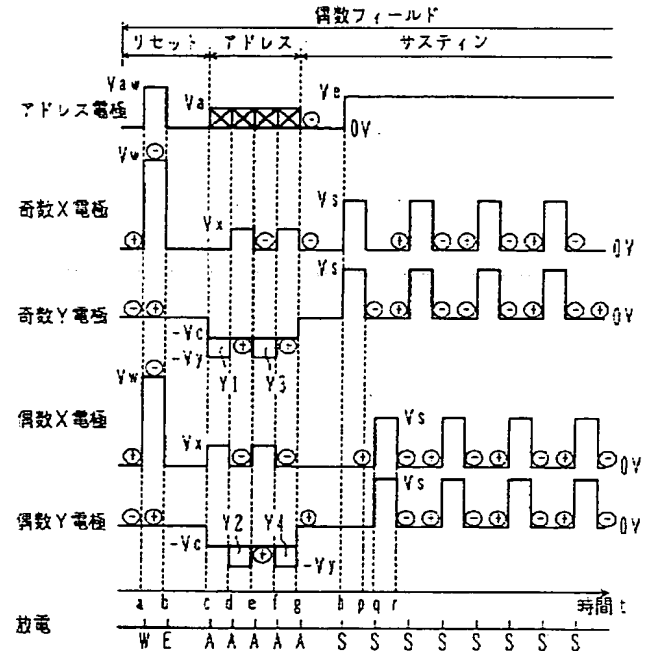 偶数フィールド
リセット アドレス サスティン
Vaw Va Ve
アドレス電極 ⊖ 0V
Vw ⊖
奇数X電極 Vx Vs
⊕ ⊖ ⊖ ⊕ ⊖ ⊖ ⊖ ⊖ ⊖ ⊖ 0V
Vs
奇数Y電極 ⊖ ⊕ ⊖ ⊕ ⊖ ⊖ ⊖ ⊖ ⊖ ⊕ 0V
-Vc ⊕ ⊕
-Vy Y1 Y3
Vw ⊖
偶数X電極 Vx Vs
⊕ ⊖ ⊖ ⊕ ⊖ ⊕ ⊖ ⊖ ⊖ ⊕ ⊖ 0V
Vs
偶数Y電極 ⊖ ⊕ Y2 Y4 ⊕ ⊖ ⊖ ⊖ ⊕ ⊖ ⊕ ⊖ 0V
-Vc ⊕ -Vy
a b c d e f g h p q r 時間 t
放電 W E A A A A A S S S S S S S S